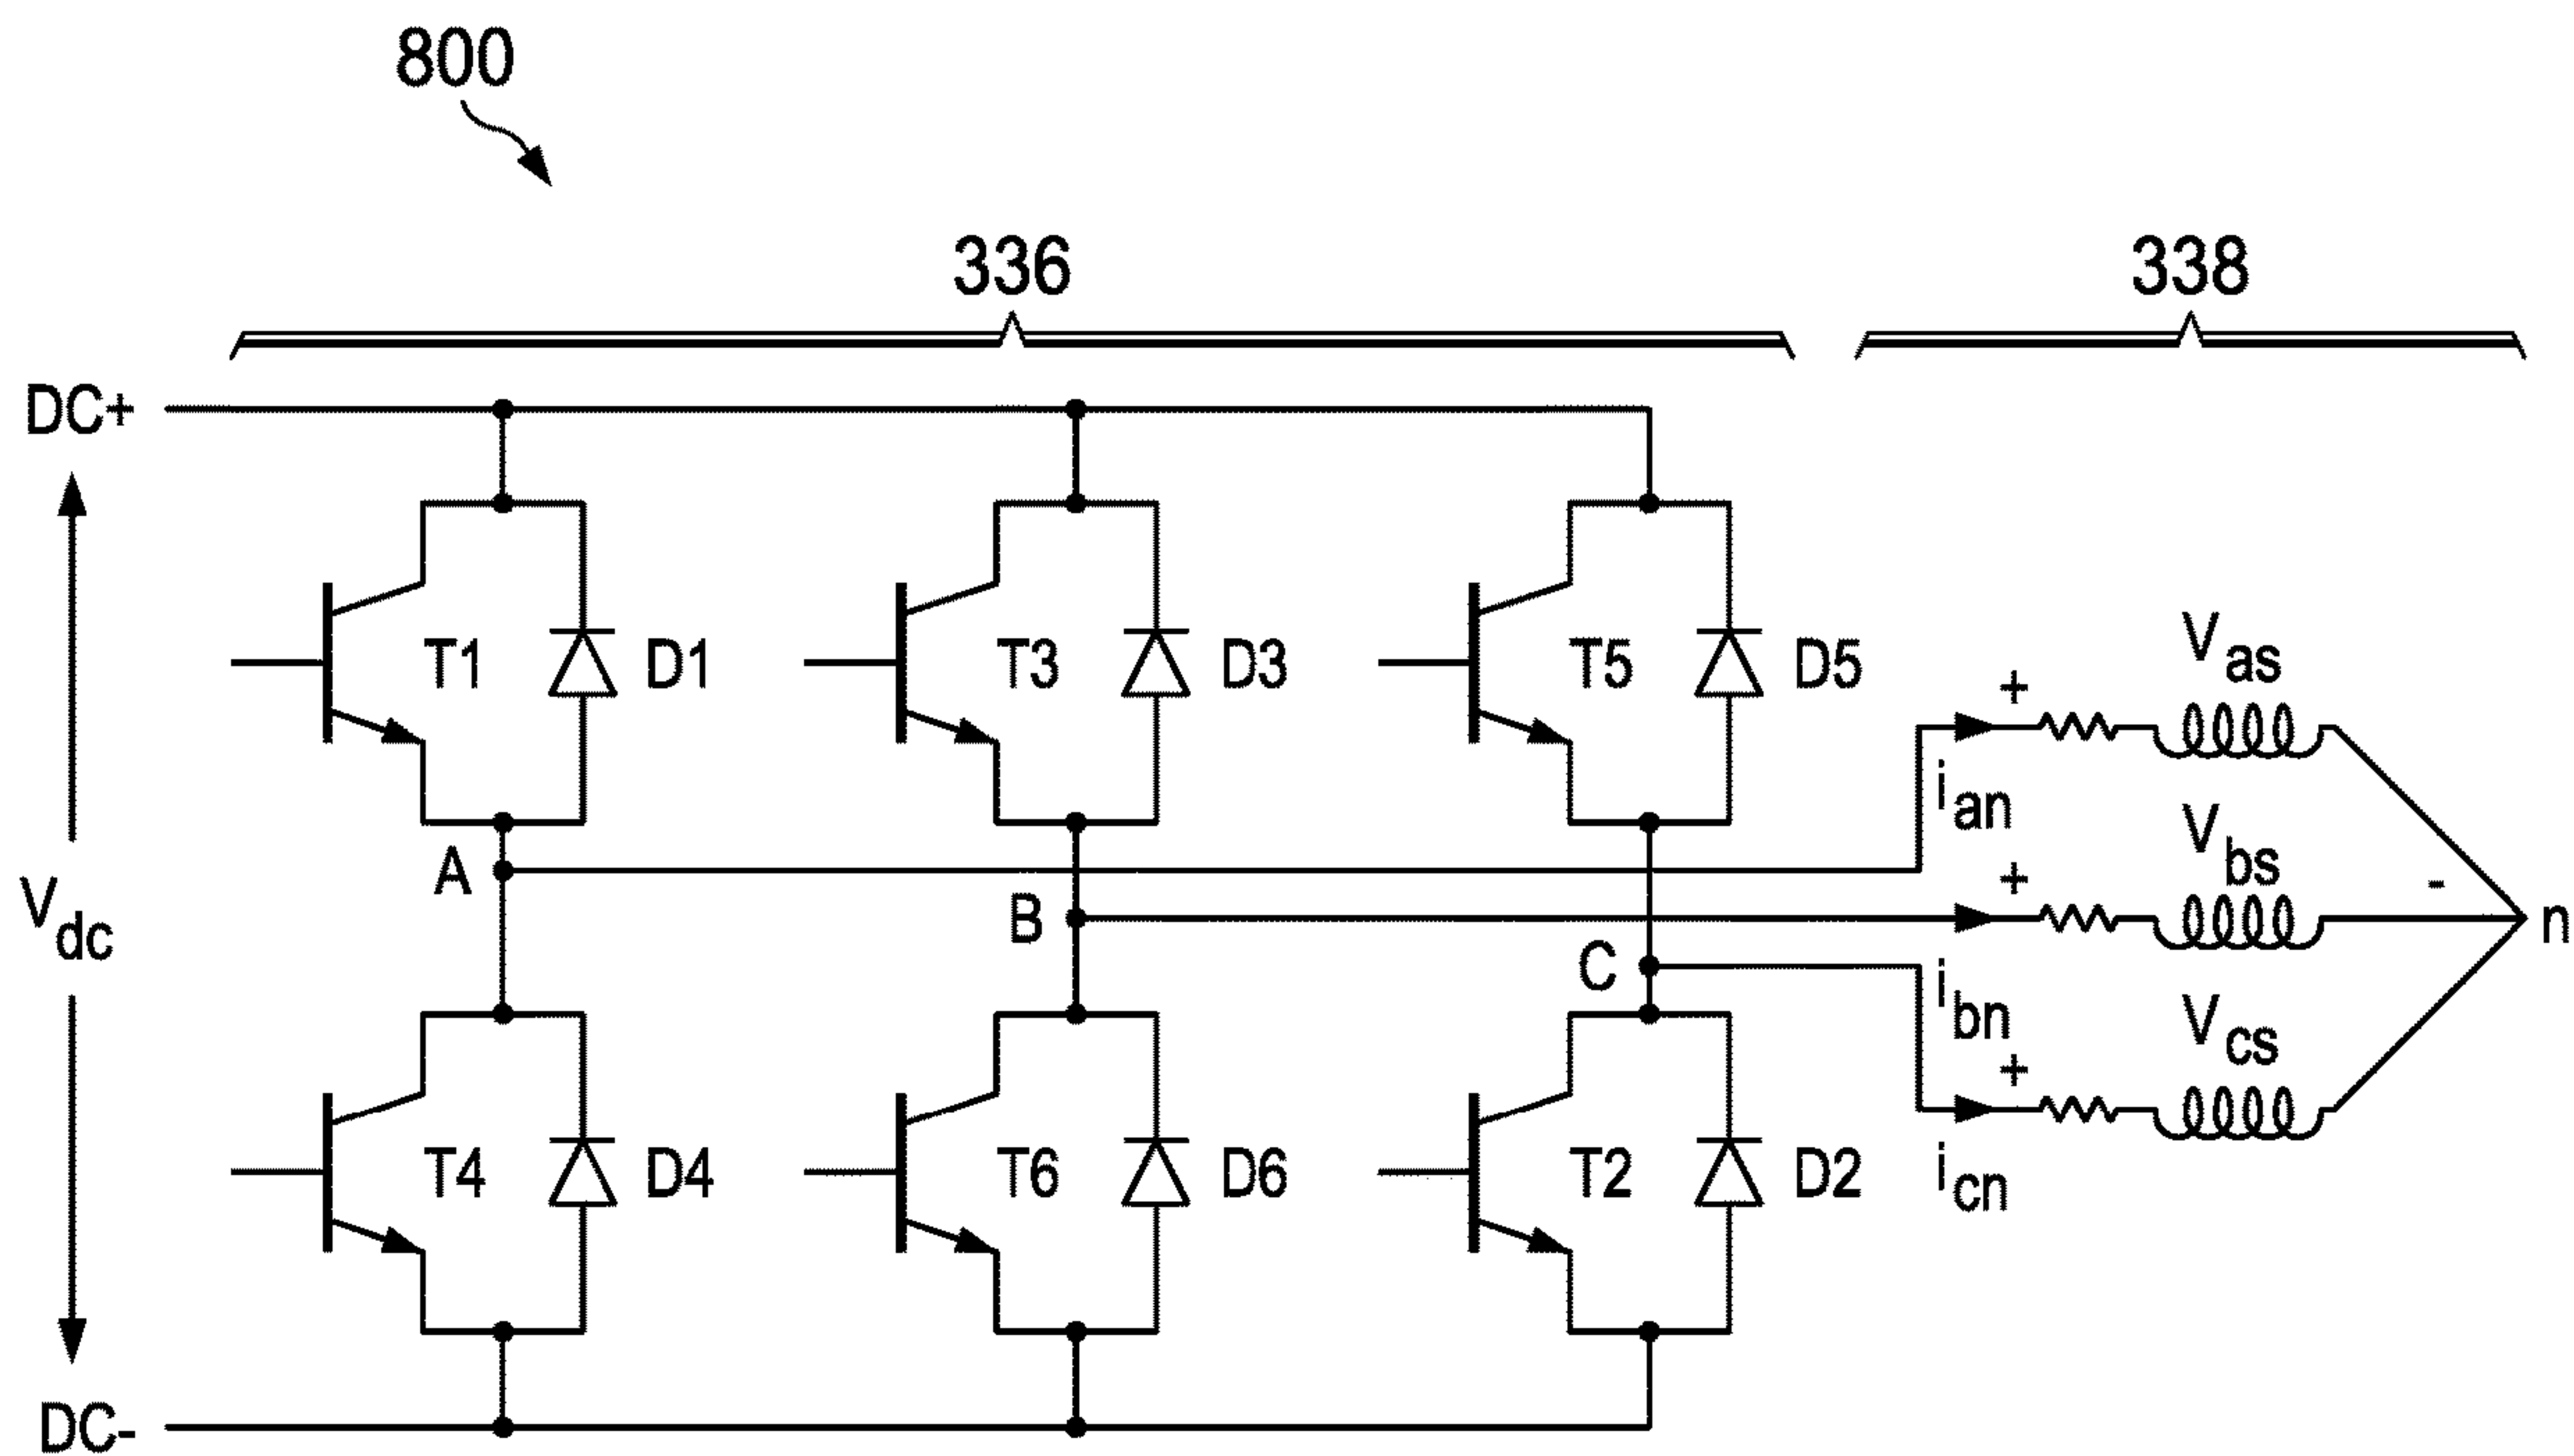 800
336
338
DC+
T1
D1
T3
D3
T5
D5
+
Vas
ian
A
Vdc
B
+
Vbs
-
n
C
ibn
+
Vcs
icn
T4
D4
T6
D6
T2
D2
DC-